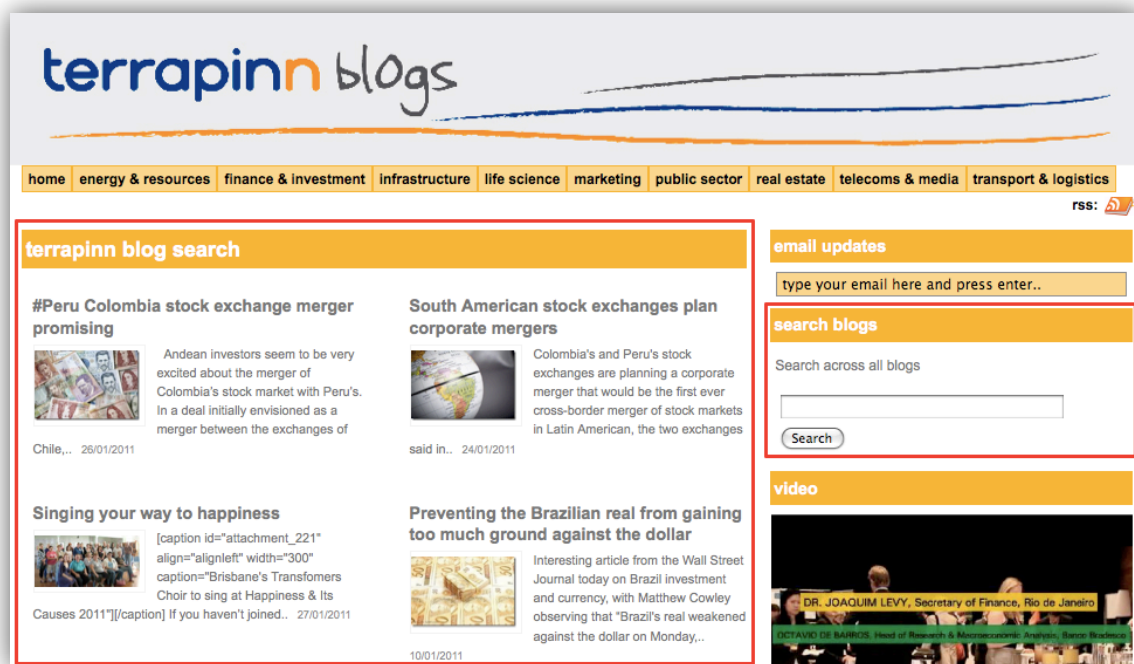 terrapinn blogs
home energy & resources finance & investment infrastructure life science marketing public sector real estate telecoms & media transport & logistics
rss:
terrapinn blog search
#Peru Colombia stock exchange merger
promising
Andean investors seem to be very
excited about the merger of
Colombia's stock market with Peru's.
In a deal initially envisioned as a
merger between the exchanges of
Chile,.. 26/01/2011
South American stock exchanges plan
corporate mergers
Colombia's and Peru's stock
exchanges are planning a corporate
merger that would be the first ever
cross-border merger of stock markets
in Latin American, the two exchanges
said in.. 24/01/2011
Singing your way to happiness
[caption id="attachment_221"
align="alignleft" width="300"
caption="Brisbane's Transfomers
Choir to sing at Happiness & Its
Causes 2011"][/caption] If you haven't joined.. 27/01/2011
Preventing the Brazilian real from gaining
too much ground against the dollar
Interesting article from the Wall Street
Journal today on Brazil investment
and currency, with Matthew Cowley
observing that "Brazil's real weakened
against the dollar on Monday,..
10/01/2011
email updates
type your email here and press enter..
search blogs
Search across all blogs
Search
video
DR. JOAQUIM LEVY, Secretary of Finance, Rio de Janeiro
OCTAVIO DE BARROS, Head of Research & Macroeconomic Analysis, Banco Bradesco